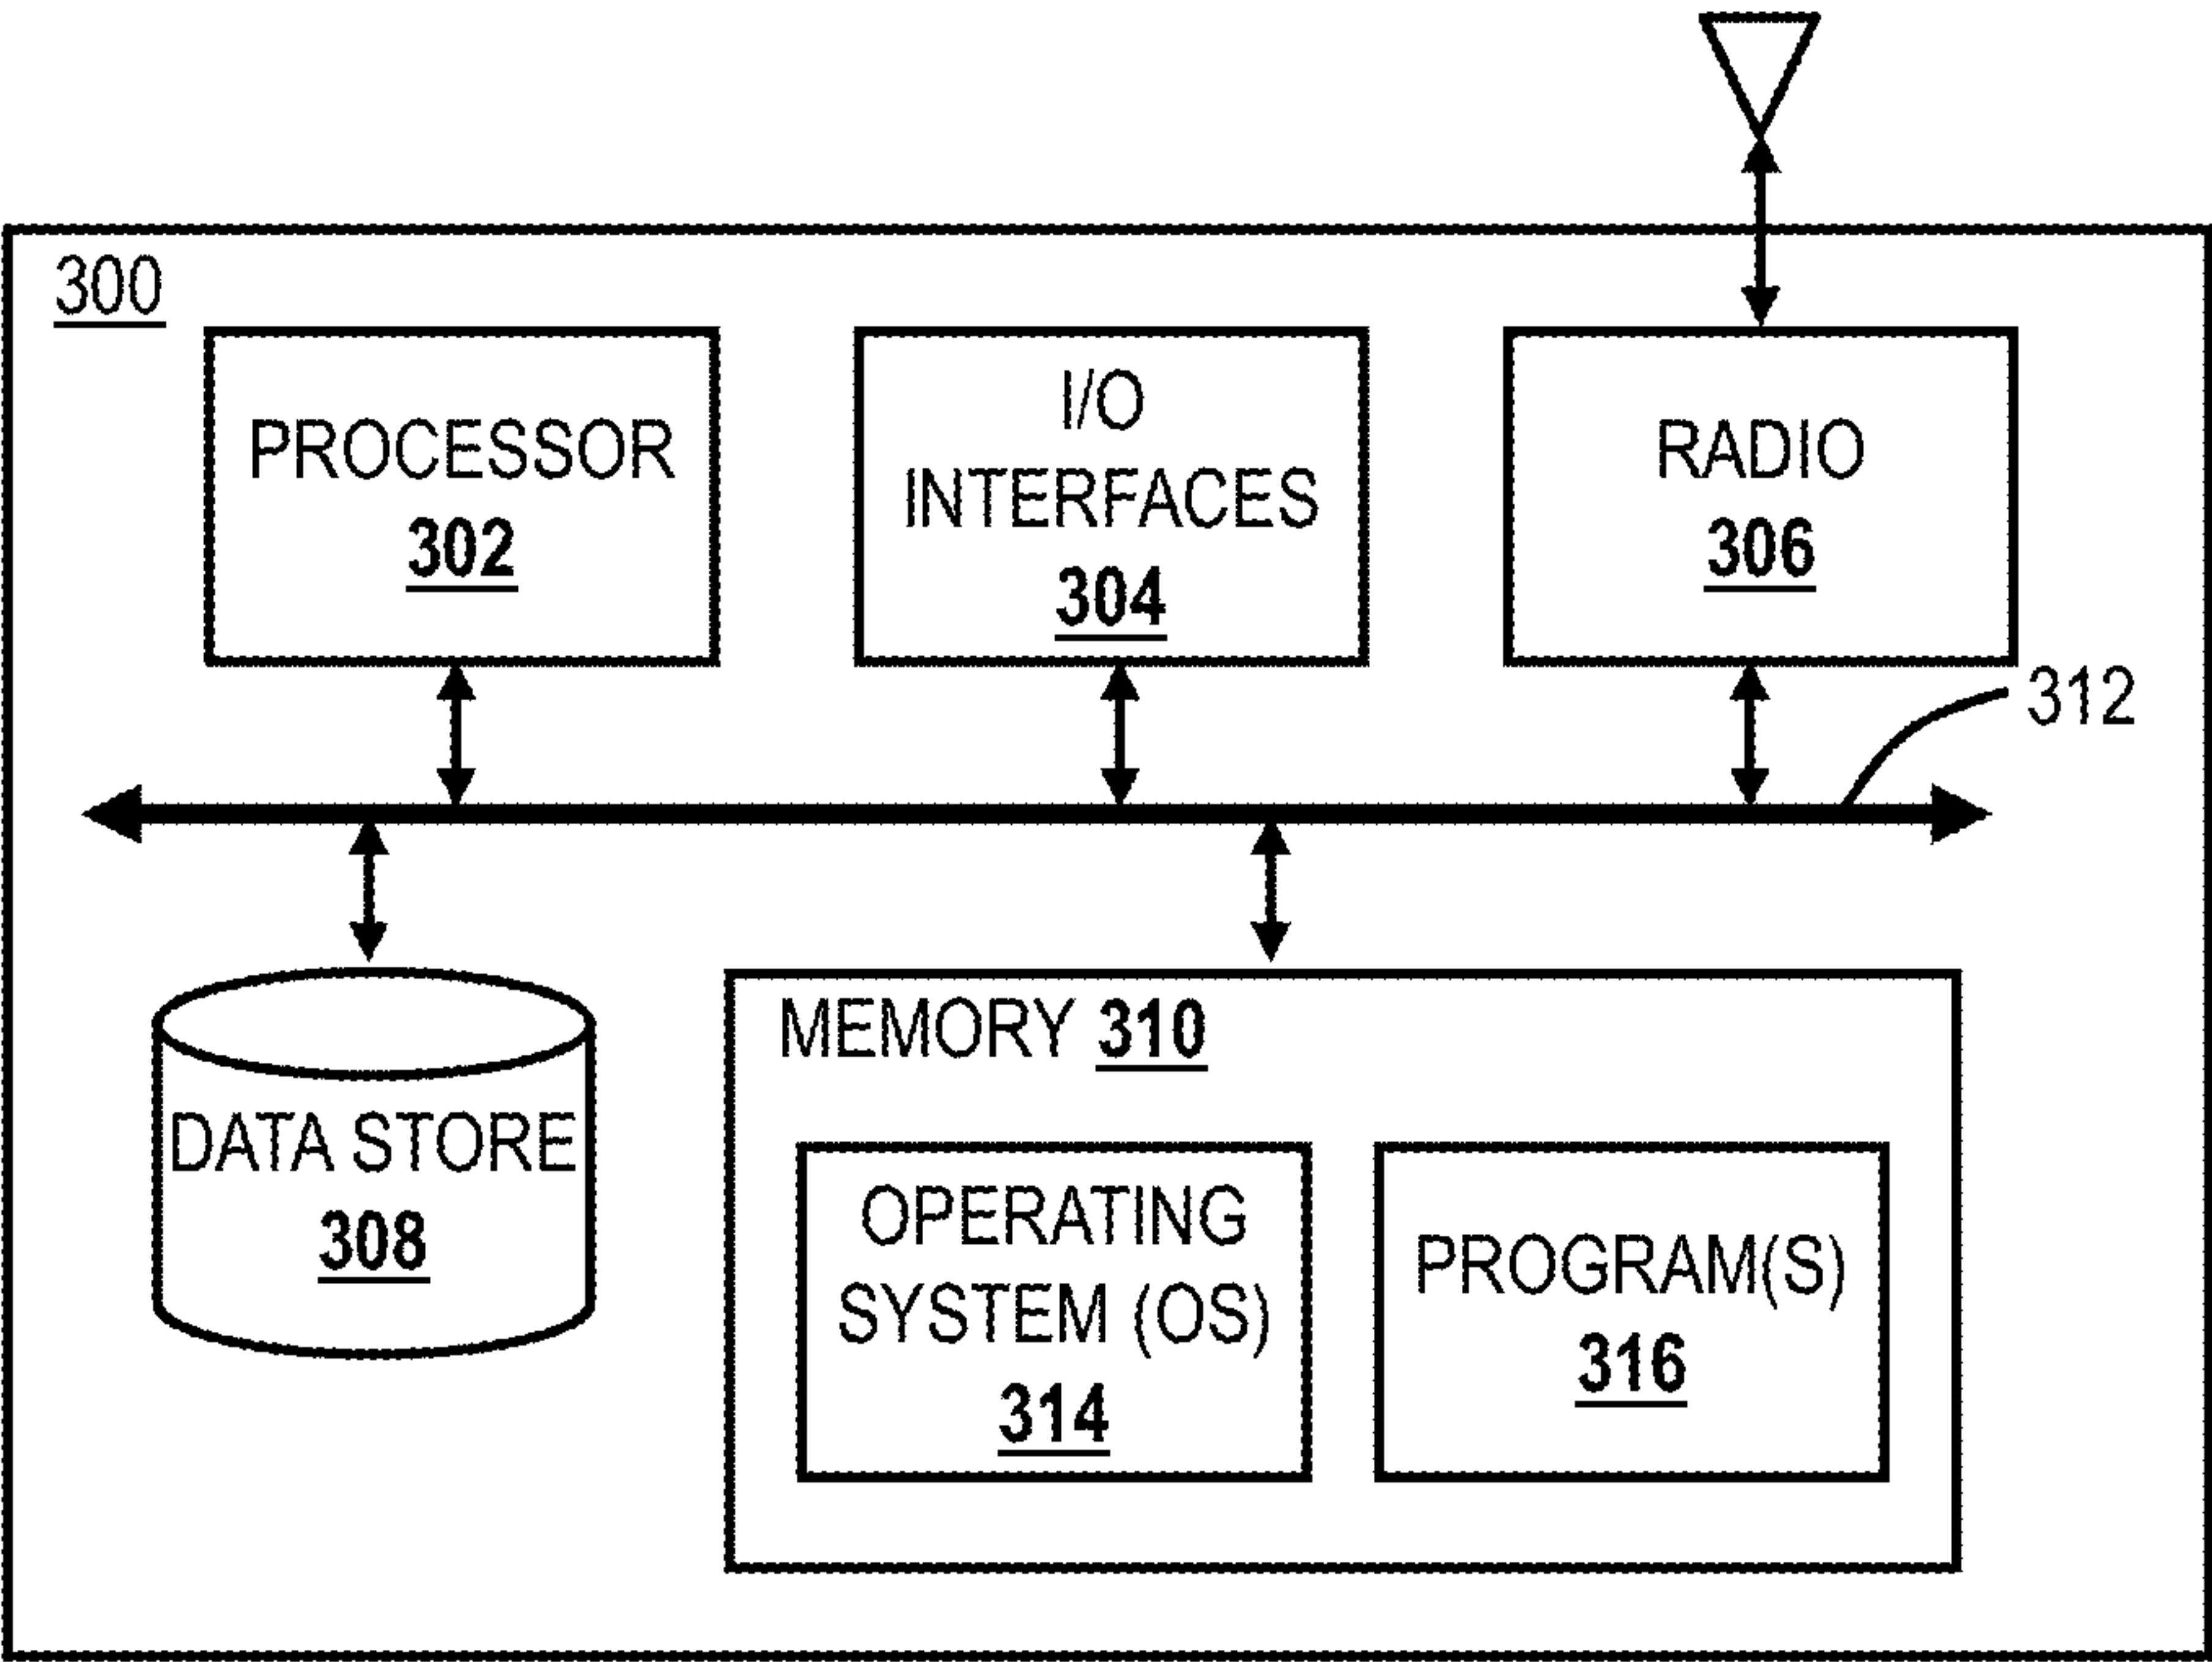 300
PROCESSOR
302
I/O
INTERFACES
304
RADIO
306
312
DATA STORE
308
MEMORY 310
OPERATING
SYSTEM (OS)
314
PROGRAM(S)
316